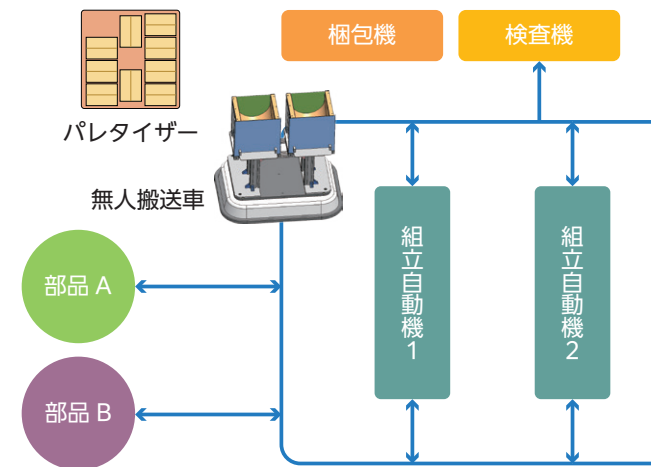 梱包機
検査機
パレタイザー
無人搬送車
部品 A
部品 B
組立自動機1
組立自動機2